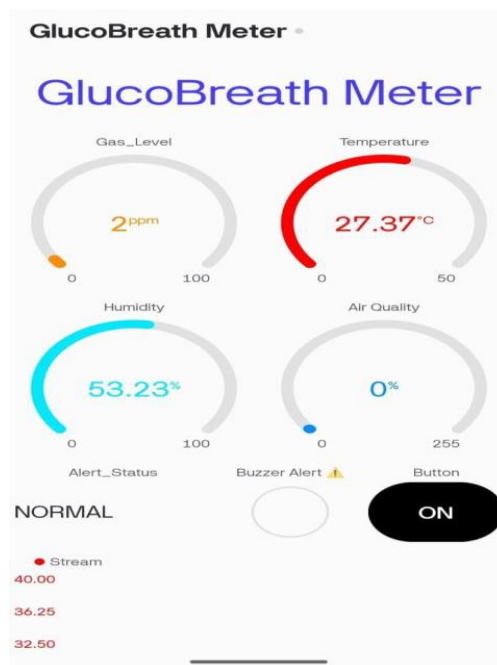 GlucoBreath Meter
GlucoBreath Meter
Gas_Level
Temperature
2ppm
27.37°C
0 100
0 50
Humidity
Air Quality
53.23%
0%
0 100
0 255
Alert_Status
Buzzer Alert ⚠️
Button
NORMAL
ON
Stream
40.00
36.25
32.50